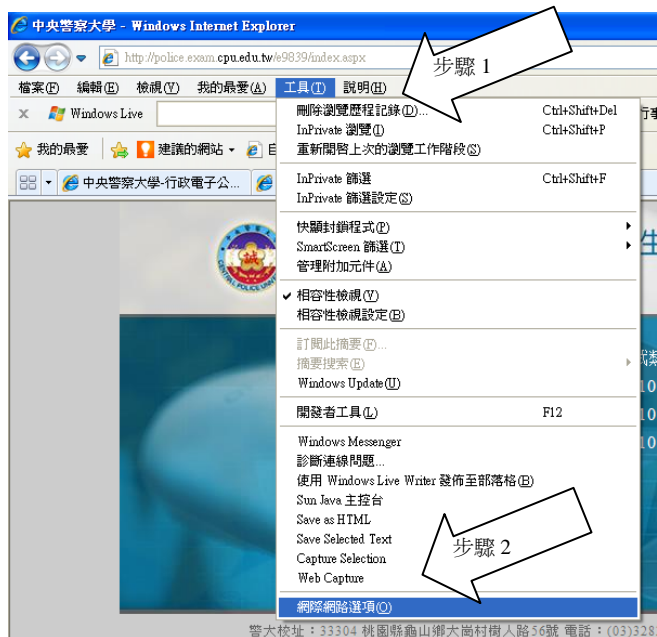 中央警察大學 - Windows Internet Explorer
http://police.exam.cpu.edu.tw/e9839/index.aspx
步驟 1
檔案(F) 編輯(E) 檢視(V) 我的最愛(A) 工具(T) 說明(H)
x Windows Live
刪除瀏覽歷程記錄(D)... Ctrl+Shift+Del
InPrivate 瀏覽(I) Ctrl+Shift+P
我的最愛 建議的網站
重新開啓上次的瀏覽工作階段(S)
中央警察大學-行政電子公...
InPrivate 篩選 Ctrl+Shift+F
InPrivate 篩選設定(S)
快顯封鎖程式(P)
SmartScreen 篩選(T)
管理附加元件(A)
相容性檢視(V)
相容性檢視設定(B)
訂閱此摘要(F)...
摘要搜索(E)
Windows Update(U)
開發者工具(L) F12
Windows Messenger
診斷連線問題...
使用 Windows Live Writer 發佈至部落格(B)
Sun Java 主控台
Save as HTML
Save Selected Text
Capture Selection
Web Capture
步驟 2
網際網路選項(O)
警大校址：33304 桃園縣龜山鄉大崗村樹人路56號 電話：(03)328